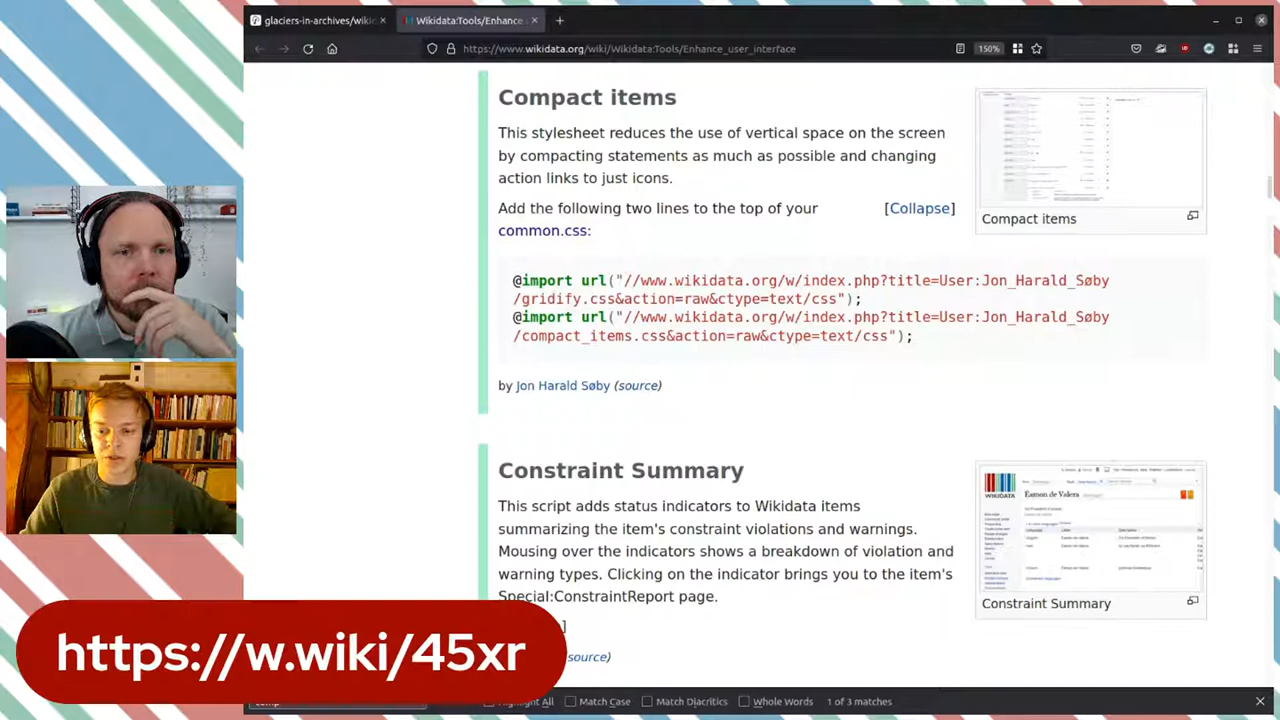 glaciers-in-archives/wiki
Wikidata:Tools/Enhance
https://www.wikidata.org/wiki/Wikidata:Tools/Enhance_user_interface
150%
Compact items
This stylesheet reduces the use of vertical space on the screen
by compacting statements as much as possible and changing
action links to just icons.
Add the following two lines to the top of your
[Collapse]
common.css:
Compact items
@import url("//www.wikidata.org/w/index.php?title=User:Jon_Harald_Søby
/gridify.css&action=raw&ctype=text/css");
@import url("//www.wikidata.org/w/index.php?title=User:Jon_Harald_Søby
/compact_items.css&action=raw&ctype=text/css");
by Jon Harald Søby (source)
Constraint Summary
This script adds status indicators to Wikidata items
the item's constraint violations and warnings.
Mousing over the indicators shows a breakdown of violation and
warning types. Clicking on the indicator brings you to the item's
Special:ConstraintReport page.
]
source)
WIKIDATA
Éamon de Valera
Constraint Summary
https://w.wiki/45xr
Highlight All
Match Case
Match Diacritics
Whole Words
1 of 3 matches